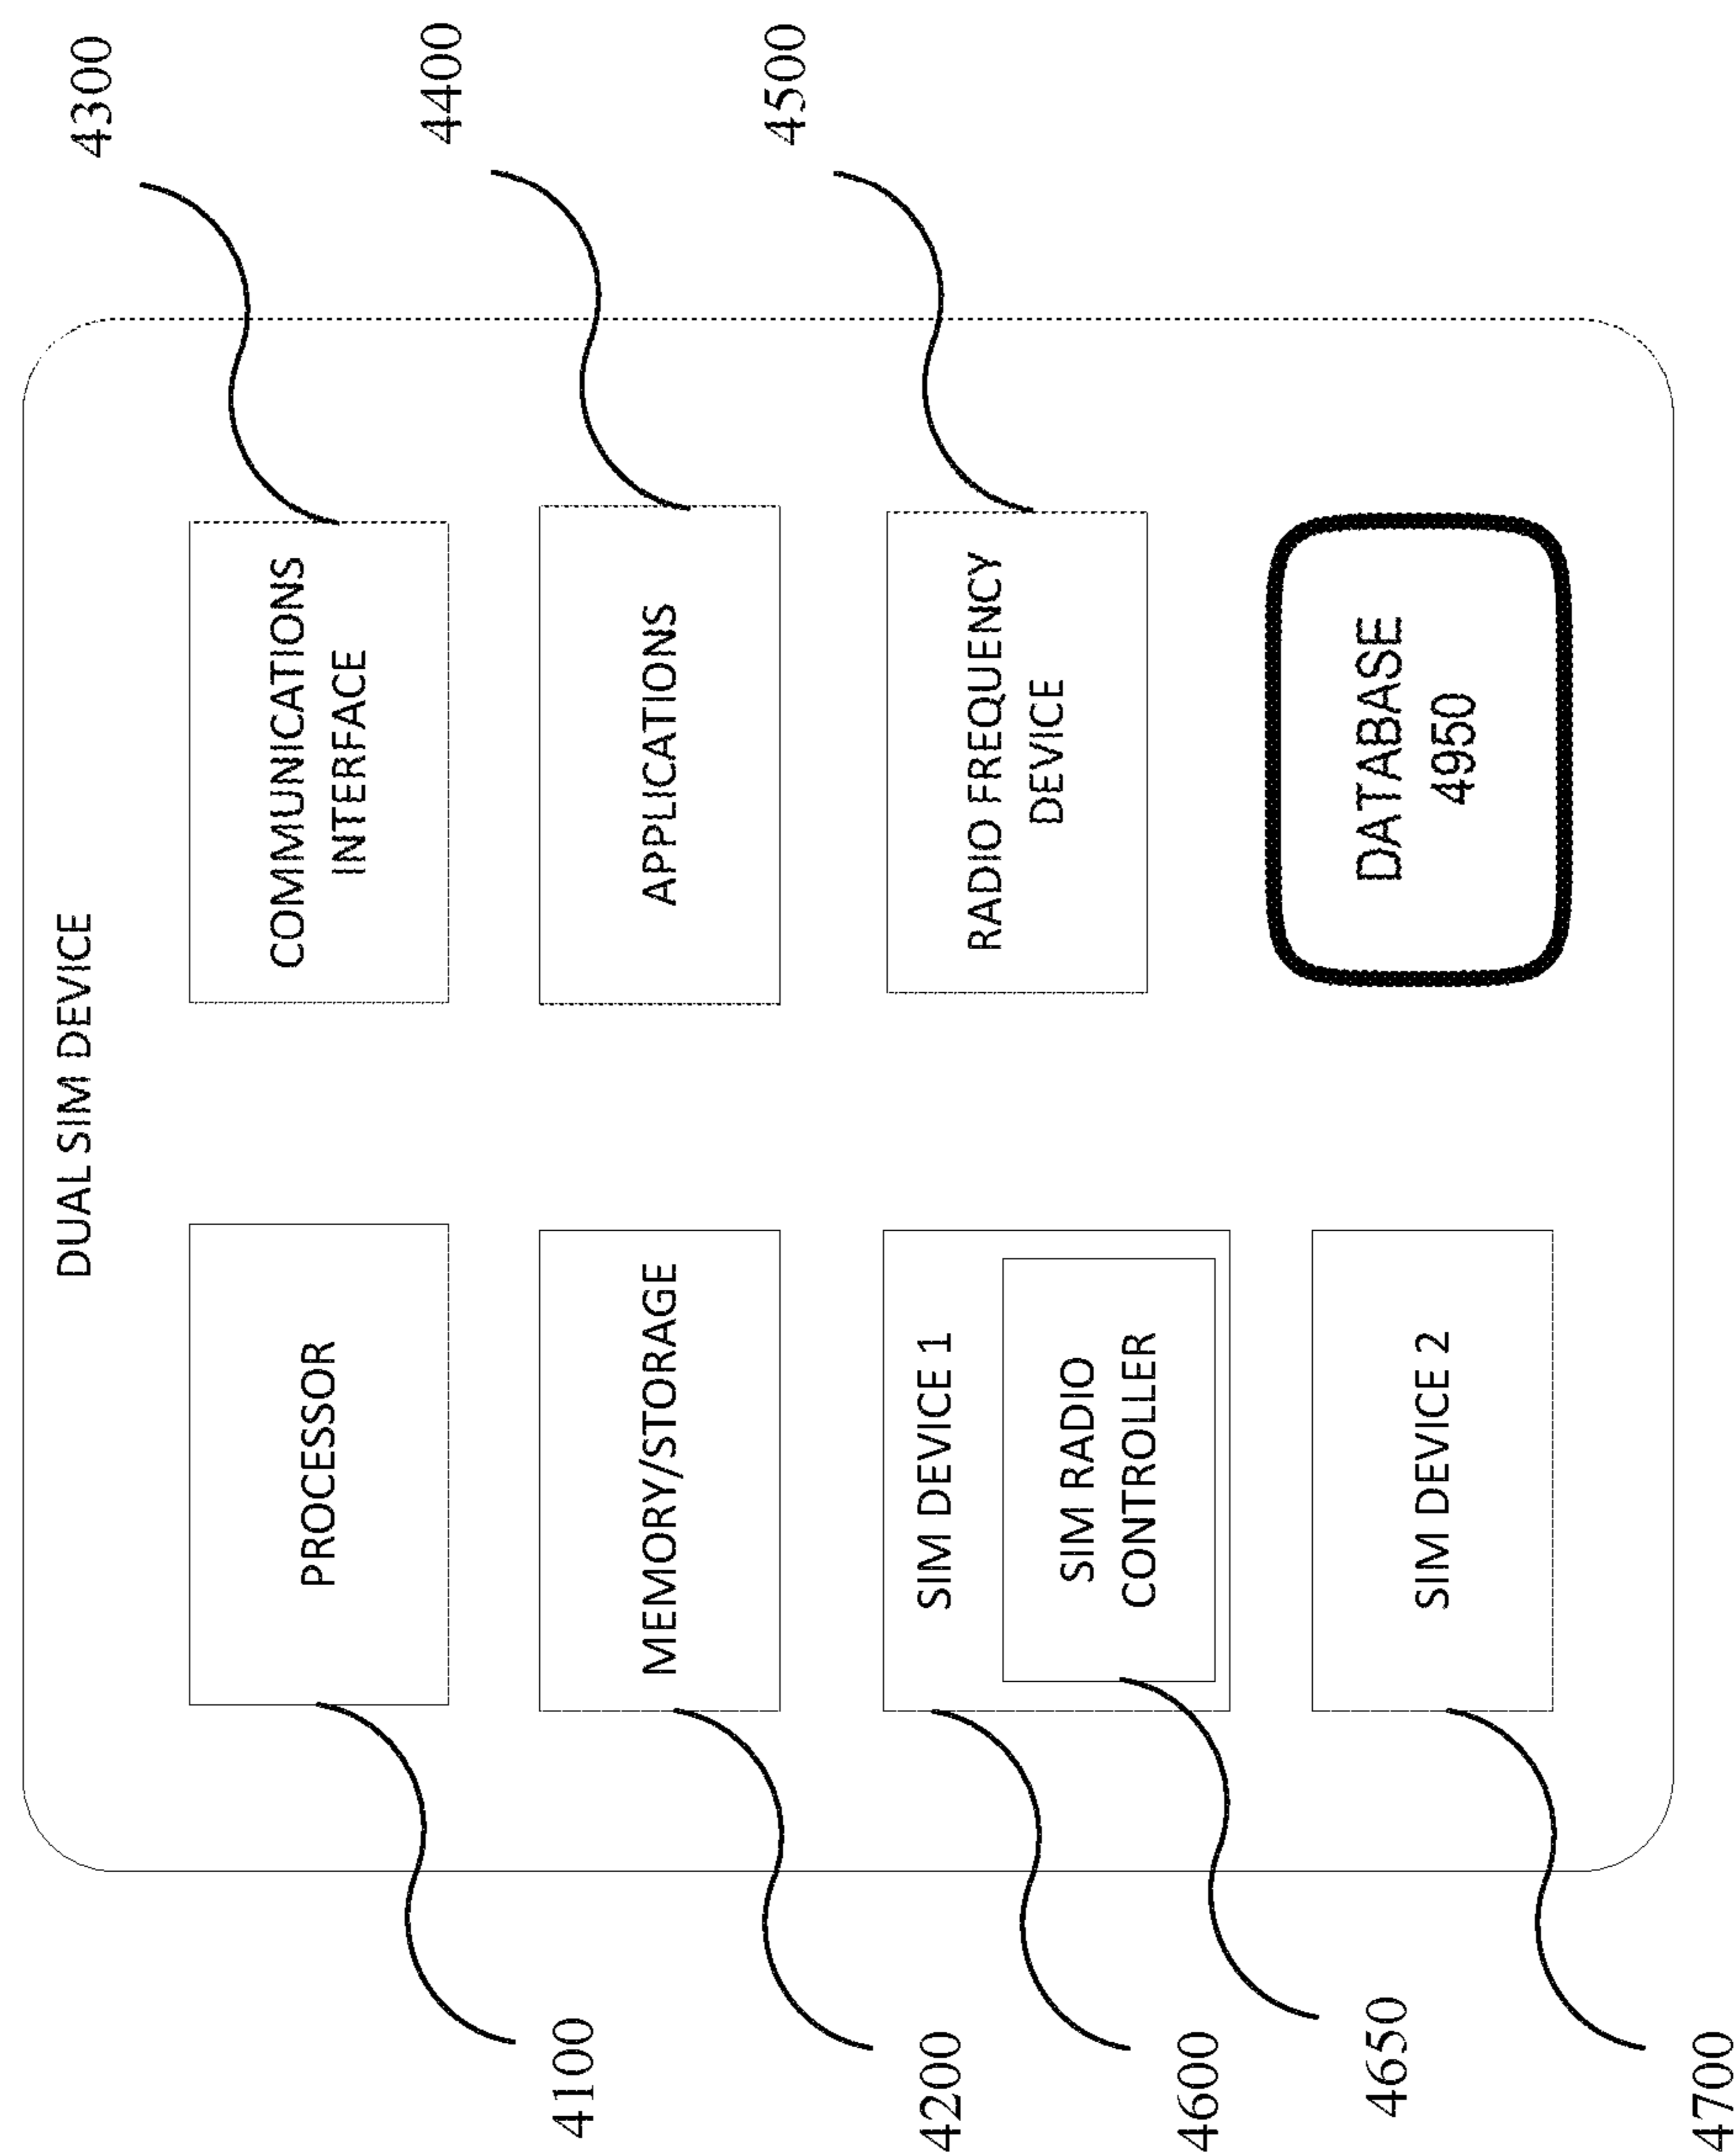 DUAL SIM DEVICE
4100
PROCESSOR
COMMUNICATIONS
INTERFACE
4300
4200
MEMORY/STORAGE
APPLICATIONS
4400
4600
SIM DEVICE 1
SIM RADIO
CONTROLLER
4650
RADIO FREQUENCY
DEVICE
4500
4700
SIM DEVICE 2
DATABASE
4950